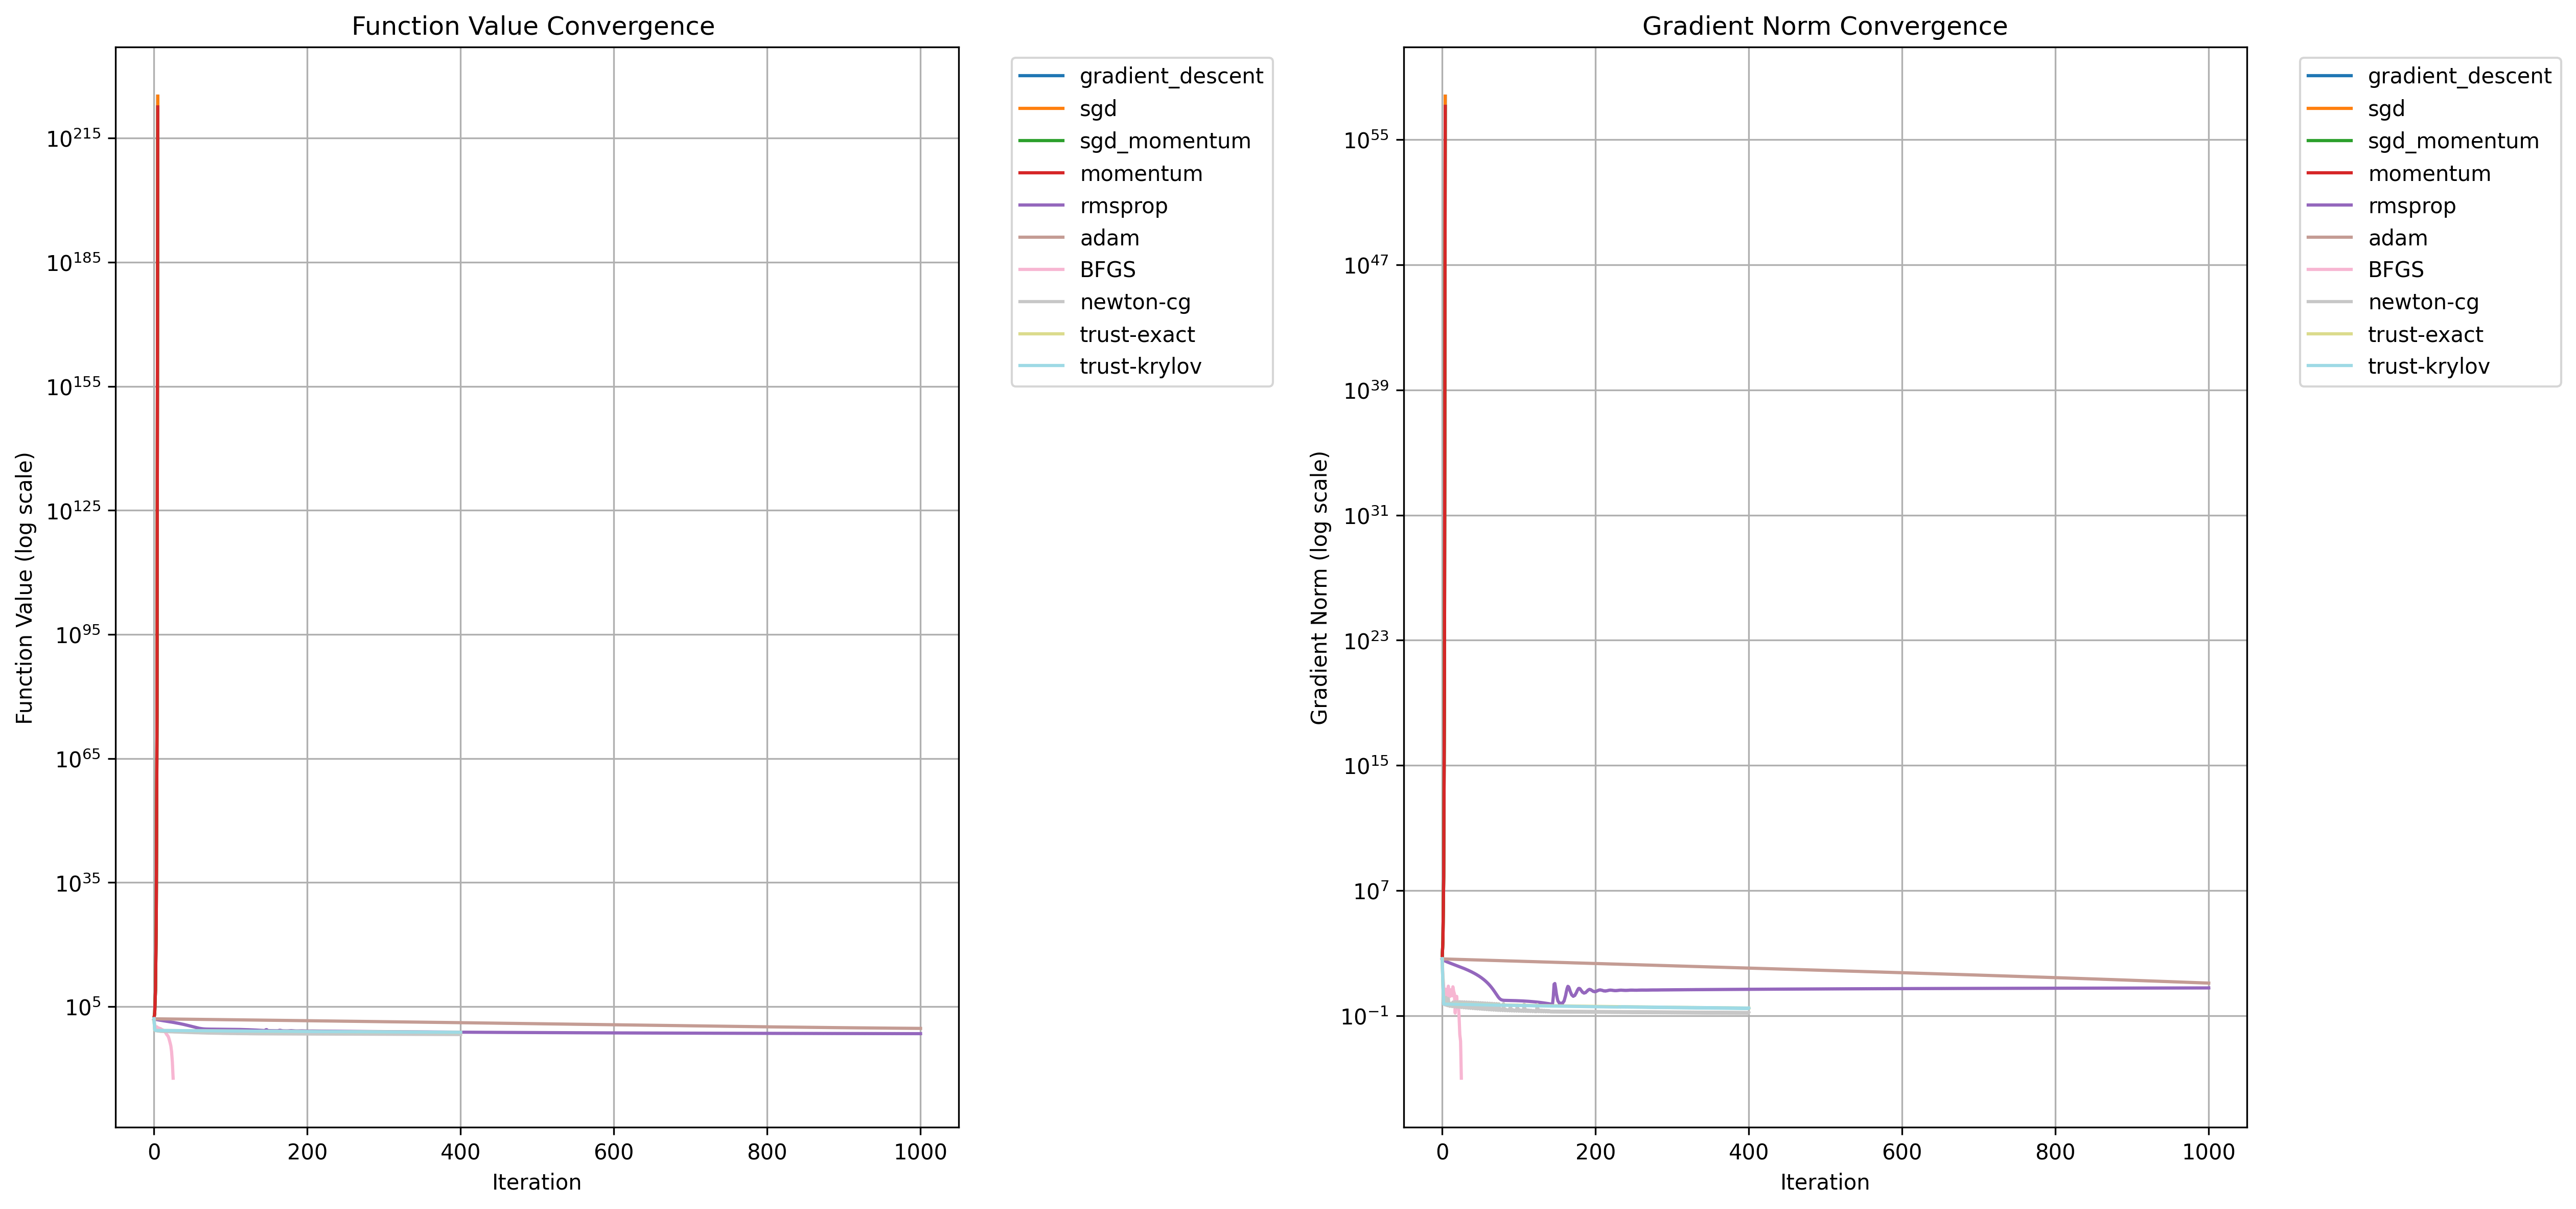 Function Value Convergence
Function Value (log scale)
10^215
10^185
10^155
10^125
10^95
10^65
10^35
10^5
0 200 400 600 800 1000
Iteration
gradient_descent
sgd
sgd_momentum
momentum
rmsprop
adam
BFGS
newton-cg
trust-exact
trust-krylov
Gradient Norm Convergence
Gradient Norm (log scale)
10^55
10^47
10^39
10^31
10^23
10^15
10^7
10^−1
0 200 400 600 800 1000
Iteration
gradient_descent
sgd
sgd_momentum
momentum
rmsprop
adam
BFGS
newton-cg
trust-exact
trust-krylov